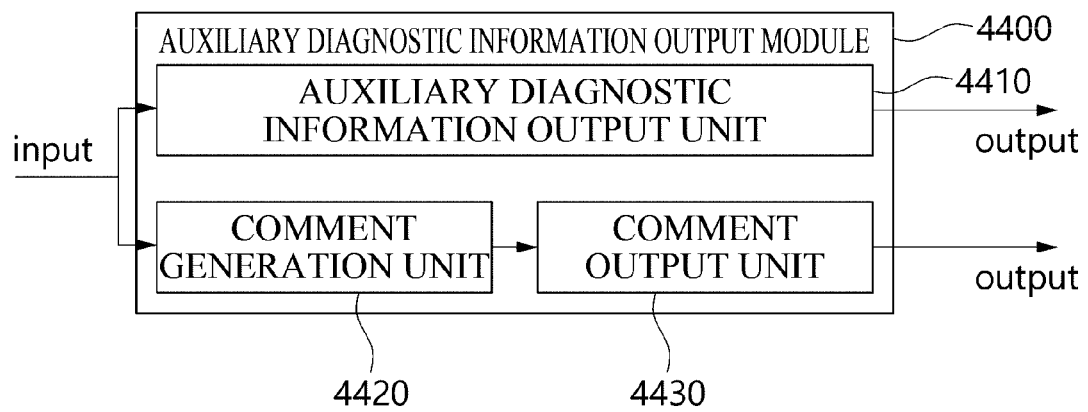 AUXILIARY DIAGNOSTIC INFORMATION OUTPUT MODULE
4400
AUXILIARY DIAGNOSTIC
INFORMATION OUTPUT UNIT
4410
input
output
COMMENT
GENERATION UNIT
COMMENT
OUTPUT UNIT
output
4420
4430